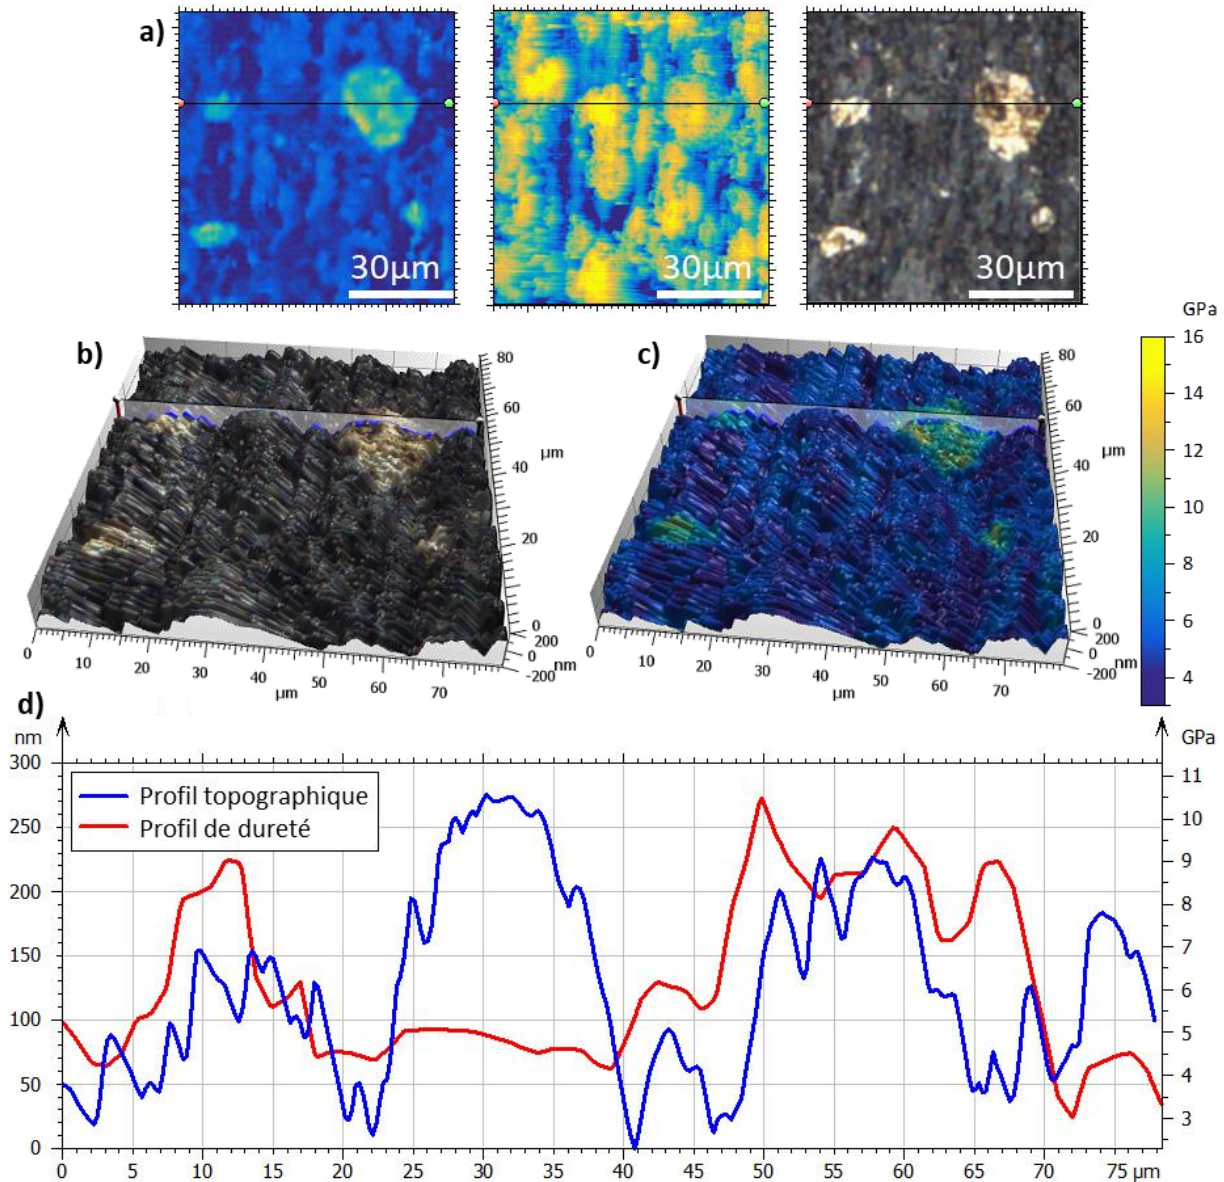 a)
30µm
30µm
30µm
b)
80
60
µm
40
20
0
200
0
nm
-200
0
10
20
30
40
50
60
70
µm
c)
80
60
µm
40
20
0
200
0
nm
-200
0
10
20
30
40
50
60
70
µm
GPa
16
14
12
10
8
6
4
d)
nm
GPa
300
250
200
150
100
50
0
Profil topographique
Profil de dureté
11
10
9
8
7
6
5
4
3
0 5 10 15 20 25 30 35 40 45 50 55 60 65 70 75 µm